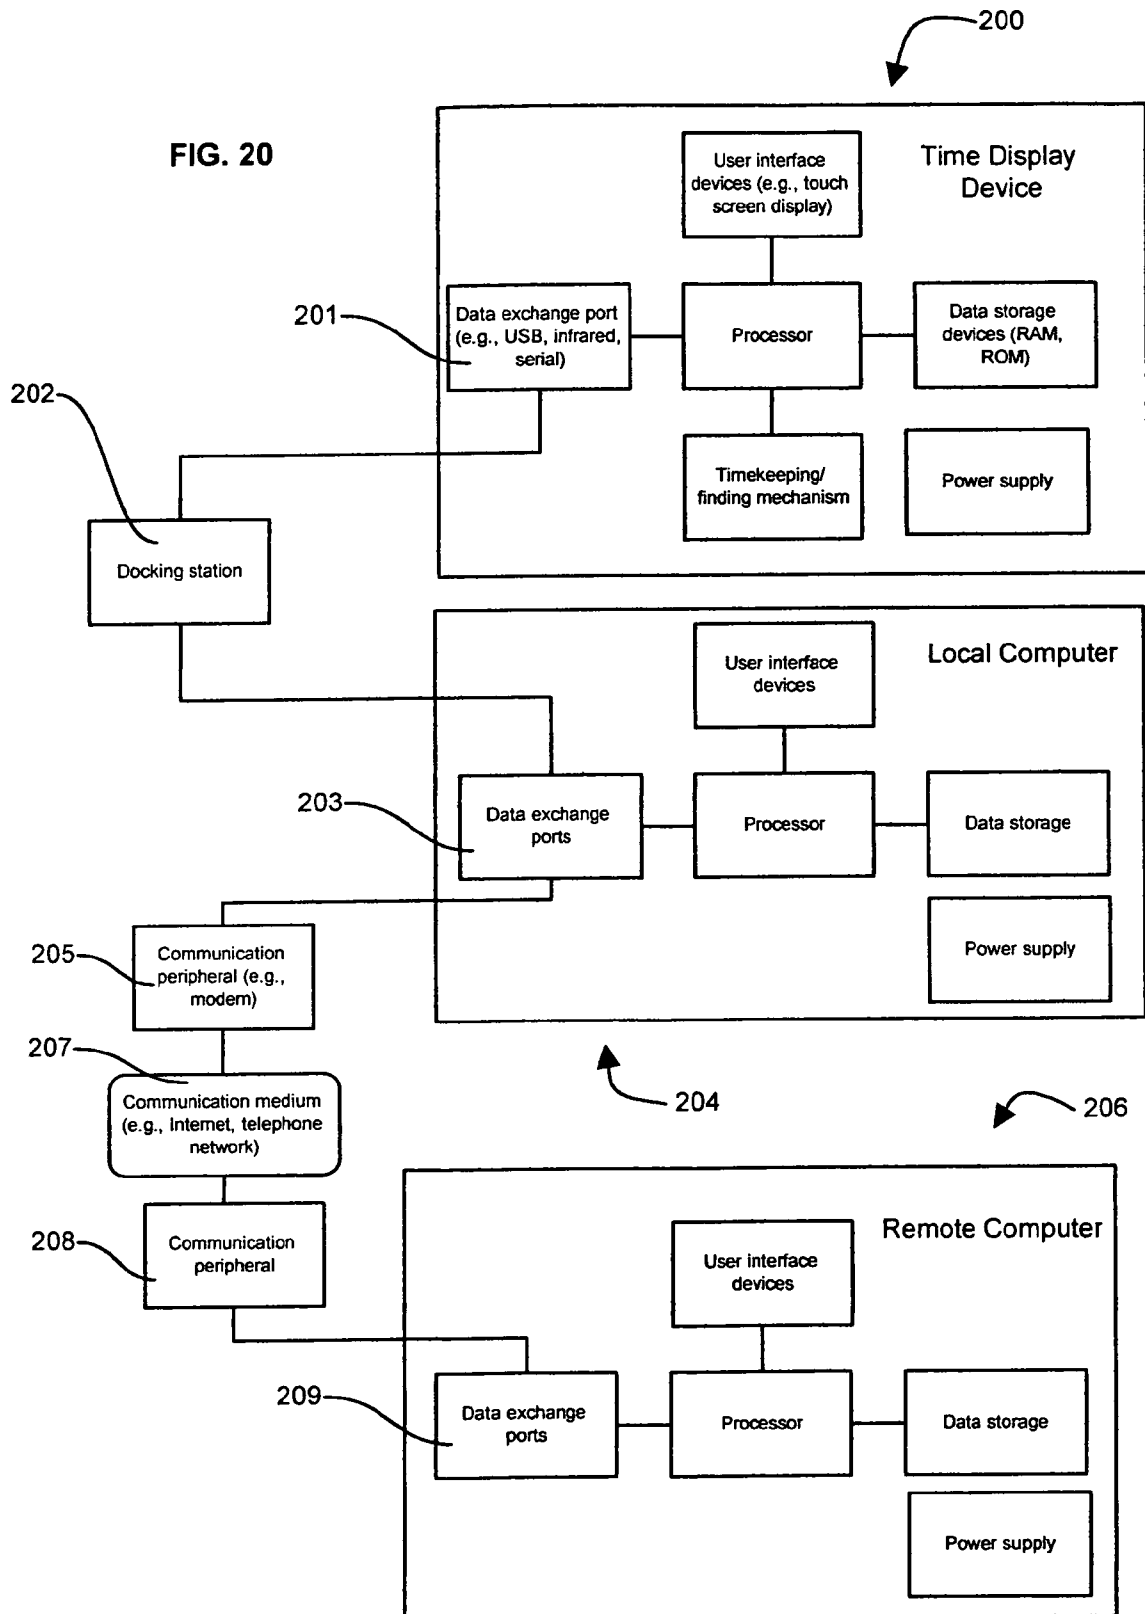 200
FIG. 20
Time Display
Device
User interface
devices (e.g., touch
screen display)
201
Data exchange port
(e.g., USB, infrared,
serial)
Processor
Data storage
devices (RAM,
ROM)
202
Timekeeping/
finding mechanism
Power supply
Docking station
Local Computer
User interface
devices
203
Data exchange
ports
Processor
Data storage
205
Communication
peripheral (e.g.,
modem)
Power supply
207
Communication medium
(e.g., Internet, telephone
network)
204
206
208
Communication
peripheral
Remote Computer
User interface
devices
209
Data exchange
ports
Processor
Data storage
Power supply